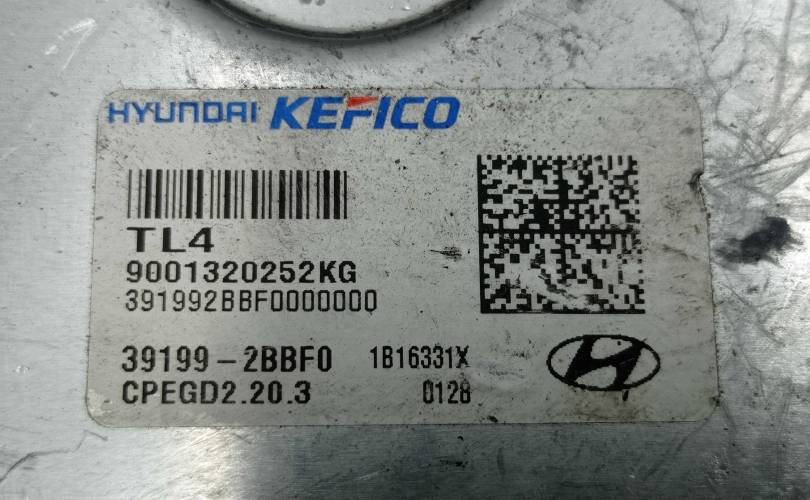 HYUNDAI KEFICO
TL4
9001320252KG
391992BBF0000000
39199-2BBF0 1B16331X
CPEGD2.20.3 0128